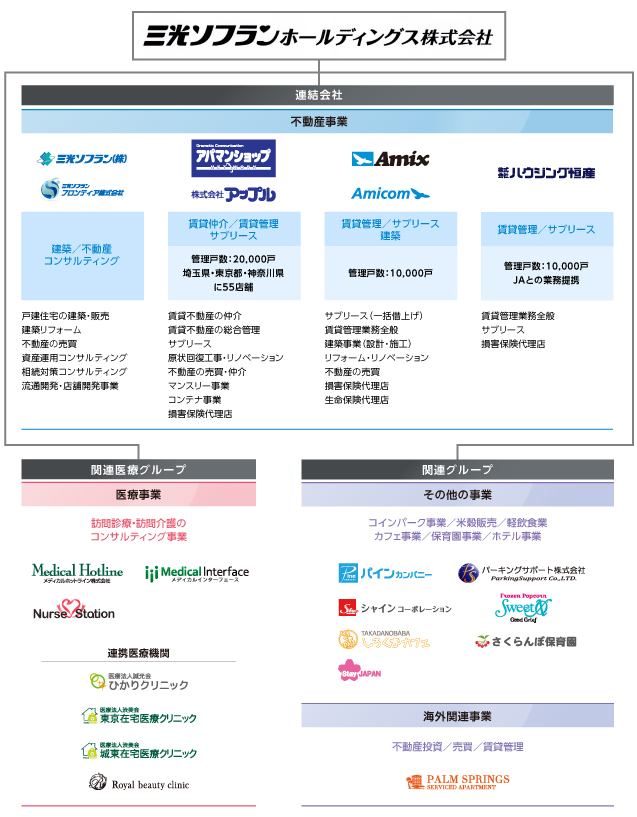 三光ソフランホールディングス株式会社
連結会社
不動産事業
三光ソフラン(株)
三光ソフラン
フロンティア株式会社
建築／不動産
コンサルティング
戸建住宅の建築・販売
建築リフォーム
不動産の売買
資産運用コンサルティング
相続対策コンサルティング
流通開発・店舗開発事業
Dramatic Communication
アパマンショップ
NETWORK
株式会社アップル
賃貸仲介／賃貸管理
サブリース
管理戸数：20,000戸
埼玉県・東京都・神奈川県
に55店舗
賃貸不動産の仲介
賃貸不動産の総合管理
サブリース
原状回復工事・リノベーション
不動産の売買・仲介
マンスリー事業
コンテナ事業
損害保険代理店
Amix
Amicom
賃貸管理／サブリース
建築
管理戸数：10,000戸
サブリース（一括借上げ）
賃貸管理業務全般
建築事業（設計・施工）
リフォーム・リノベーション
不動産の売買
損害保険代理店
生命保険代理店
株式会社ハウジング恒産
賃貸管理／サブリース
管理戸数：10,000戸
JAとの業務提携
賃貸管理業務全般
サブリース
損害保険代理店
関連医療グループ
医療事業
訪問診療・訪問介護の
コンサルティング事業
Medical Hotline
メディカルホットライン株式会社
Medical Interface
メディカルインターフェース
Nurse Station
連携医療機関
医療法人誠光会
ひかりクリニック
医療法人渋美会
東京在宅医療クリニック
医療法人渋美会
城東在宅医療クリニック
Royal beauty clinic
関連グループ
その他の事業
コインパーク事業／米穀販売／軽飲食業
カフェ事業／保育園事業／ホテル事業
Pine パインカンパニー
PS パーキングサポート株式会社
ParkingSupport Co.,LTD.
Shine シャインコーポレーション
Frozen Popcorn
Sweet XO
Good Grief
TAKADANOBABA
しろくまカフェ
さくらんぼ保育園
Stay JAPAN
海外関連事業
不動産投資／売買／賃貸管理
PALM SPRINGS
SERVICED APARTMENT